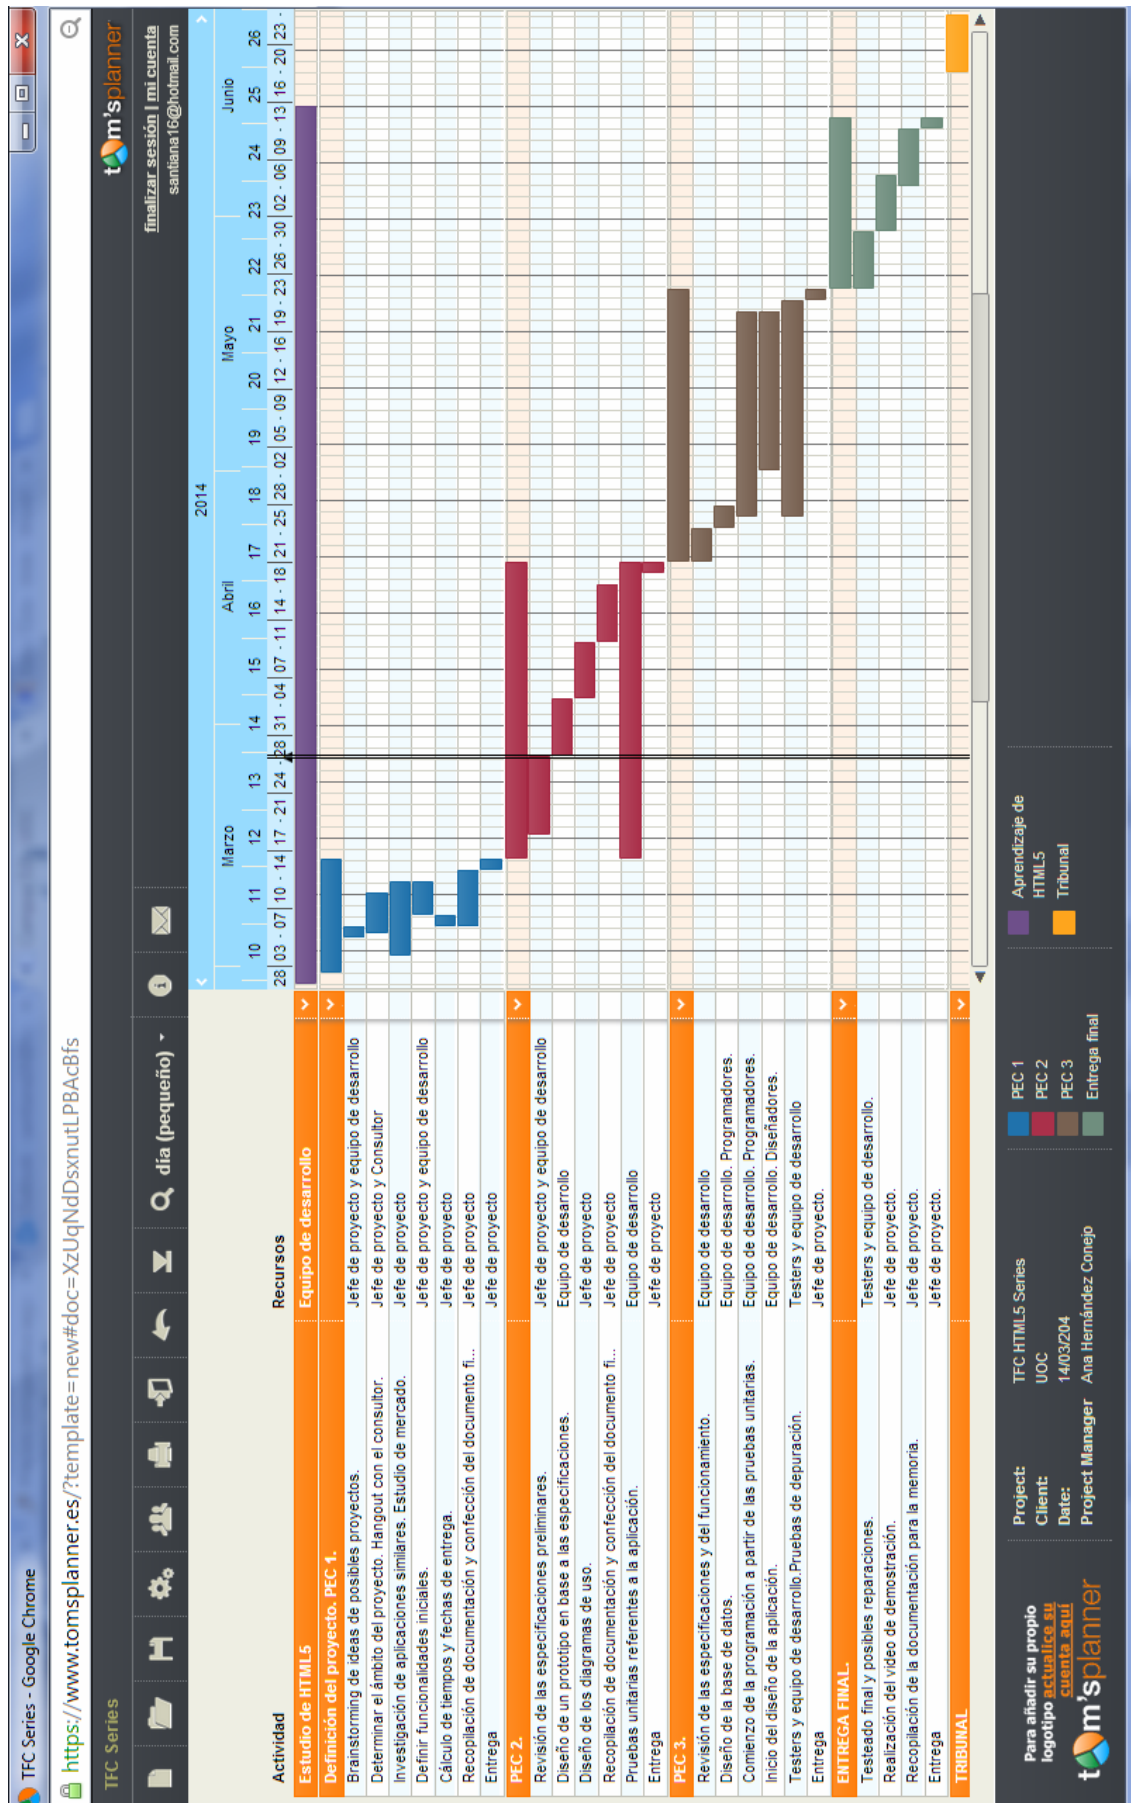 TFC Series - Google Chrome
https://www.tomsplanner.es/?template=new#doc=XzUqNdDsxnutLPBAcBfs
TFC Series
tom'splanner
finalizar sesión | mi cuenta
santiana16@hotmail.com
día (pequeño)
2014
Marzo Abril Mayo Junio
10 11 12 13 14 15 16 17 18 19 20 21 22 23 24 25 26
Actividad Recursos 28|03 - 07|10 - 14|17 - 21|24 - 28|31 - 04|07 - 11|14 - 18|21 - 25|28 - 02|05 - 09|12 - 16|19 - 23|26 - 30|02 - 06|09 - 13|16 - 20|23 -
Estudio de HTML5 Equipo de desarrollo
Definición del proyecto. PEC 1.
Brainstorming de ideas de posibles proyectos. Jefe de proyecto y equipo de desarrollo
Determinar el ámbito del proyecto. Hangout con el consultor. Jefe de proyecto y Consultor
Investigación de aplicaciones similares. Estudio de mercado. Jefe de proyecto
Definir funcionalidades iniciales. Jefe de proyecto y equipo de desarrollo
Cálculo de tiempos y fechas de entrega. Jefe de proyecto
Recopilación de documentación y confección del documento fi... Jefe de proyecto
Entrega Jefe de proyecto
PEC 2.
Revisión de las especificaciones preliminares. Jefe de proyecto y equipo de desarrollo
Diseño de un prototipo en base a las especificaciones. Equipo de desarrollo
Diseño de los diagramas de uso. Jefe de proyecto
Recopilación de documentación y confección del documento fi... Jefe de proyecto
Pruebas unitarias referentes a la aplicación. Equipo de desarrollo
Entrega Jefe de proyecto
PEC 3.
Revisión de las especificaciones y del funcionamiento. Equipo de desarrollo
Diseño de la base de datos. Equipo de desarrollo. Programadores.
Comienzo de la programación a partir de las pruebas unitarias. Equipo de desarrollo. Programadores.
Inicio del diseño de la aplicación. Equipo de desarrollo. Diseñadores.
Testers y equipo de desarrollo.Pruebas de depuración. Testers y equipo de desarrollo
Entrega Jefe de proyecto.
ENTREGA FINAL.
Testeado final y posibles reparaciones. Testers y equipo de desarrollo.
Realización del video de demostración. Jefe de proyecto.
Recopilación de la documentación para la memoria. Jefe de proyecto.
Entrega Jefe de proyecto.
TRIBUNAL
Para añadir su propio
logotipo actualice su
cuenta aquí
tom'splanner
Project: TFC HTML5 Series
Client: UOC
Date: 14/03/204
Project Manager Ana Hernández Conejo
PEC 1
PEC 2
PEC 3
Entrega final
Aprendizaje de
HTML5
Tribunal